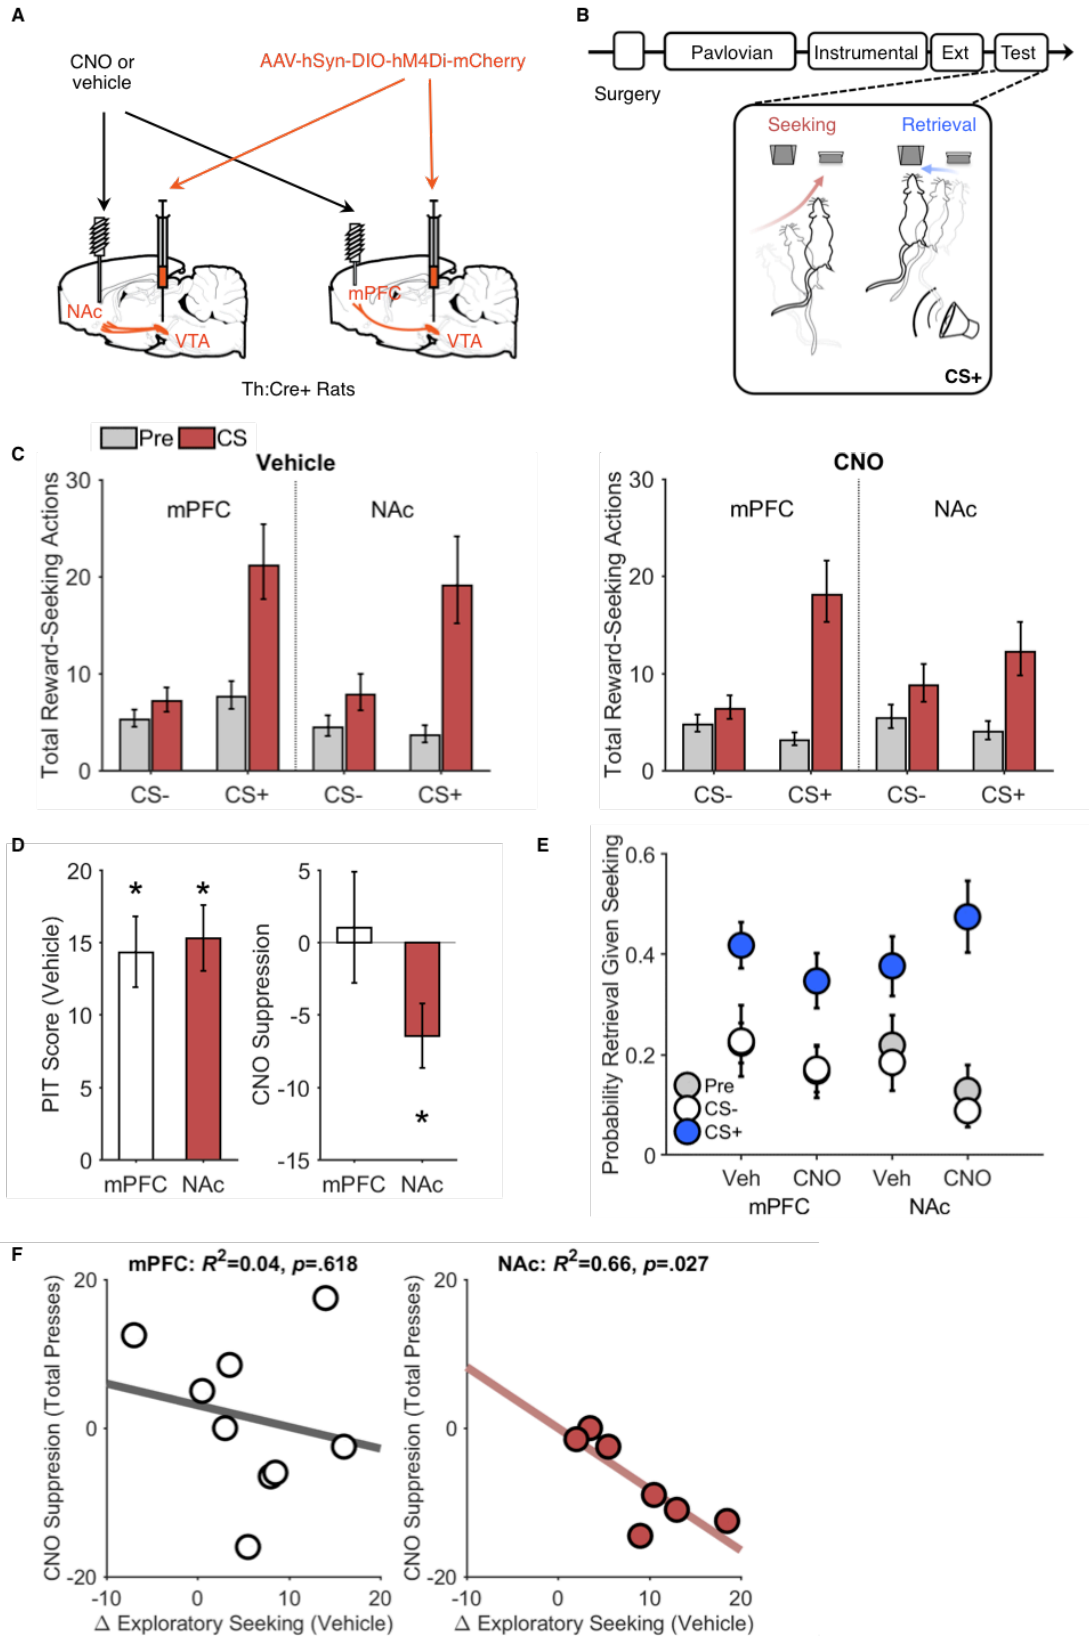 A
CNO or
vehicle
AAV-hSyn-DIO-hM4Di-mCherry
NAc
VTA
mPFC
VTA
Th:Cre+ Rats
B
Pavlovian
Instrumental
Ext
Test
Surgery
Seeking
Retrieval
CS+
C
Pre
CS
Vehicle
mPFC
NAc
Total Reward-Seeking Actions
30
20
10
0
CS-
CS+
CS-
CS+
CNO
mPFC
NAc
Total Reward-Seeking Actions
30
20
10
0
CS-
CS+
CS-
CS+
D
PIT Score (Vehicle)
20
15
10
5
0
*
*
mPFC
NAc
CNO Suppression
5
0
-5
-10
-15
*
mPFC
NAc
E
Probability Retrieval Given Seeking
0.6
0.4
0.2
0
Pre
CS-
CS+
Veh
CNO
Veh
CNO
mPFC
NAc
F
mPFC: R²=0.04, p=.618
CNO Suppresion (Total Presses)
20
0
-20
-10
0
10
20
Δ Exploratory Seeking (Vehicle)
NAc: R²=0.66, p=.027
CNO Suppresion (Total Presses)
20
0
-20
-10
0
10
20
Δ Exploratory Seeking (Vehicle)